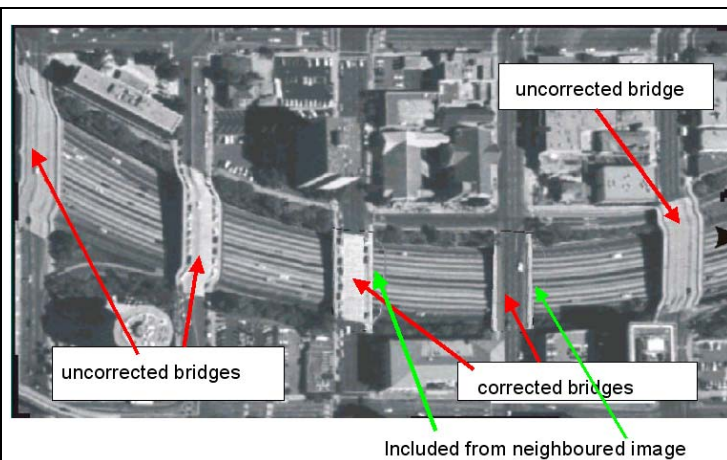 uncorrected bridge
uncorrected bridges
corrected bridges
Included from neighboured image